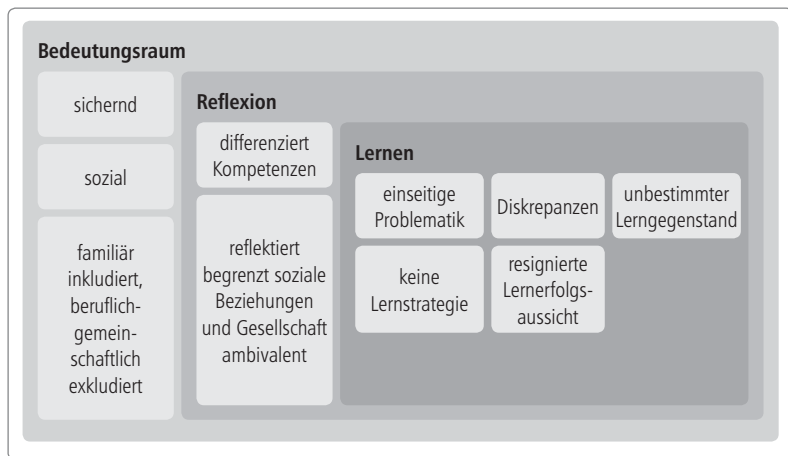 Bedeutungsraum
sichernd
sozial
familiär
inkludiert,
beruflich-
gemein-
schaftlich
exkludiert
Reflexion
differenziert
Kompetenzen
reflektiert
begrenzt soziale
Beziehungen
und Gesellschaft
ambivalent
Lernen
einseitige
Problematik
Diskrepanzen
unbestimmter
Lerngegenstand
keine
Lernstrategie
resignierte
Lernerfolgs-
aussicht